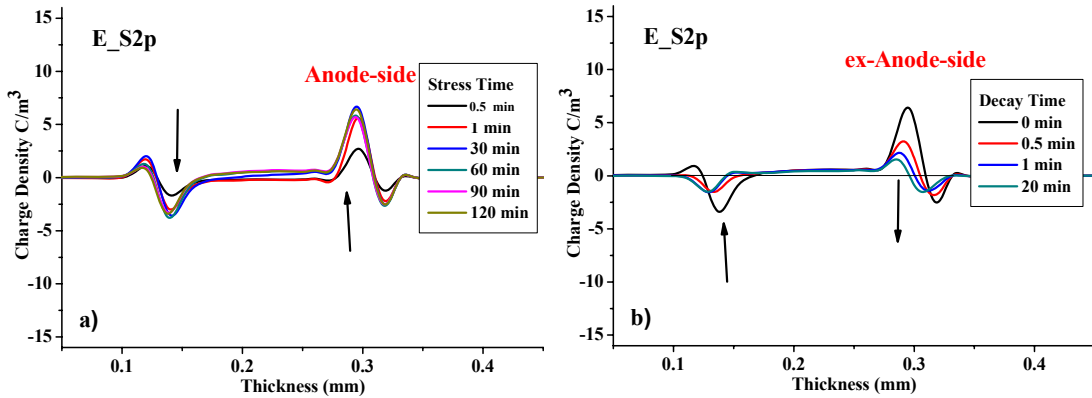 E_S2p
Anode-side
Stress Time
0.5 min
1 min
30 min
60 min
90 min
120 min
Charge Density C/m³
15
10
5
0
-5
-10
-15
a)
0.1
0.2
0.3
0.4
Thickness (mm)
E_S2p
ex-Anode-side
Decay Time
0 min
0.5 min
1 min
20 min
Charge Density C/m³
15
10
5
0
-5
-10
-15
b)
0.1
0.2
0.3
0.4
Thickness (mm)